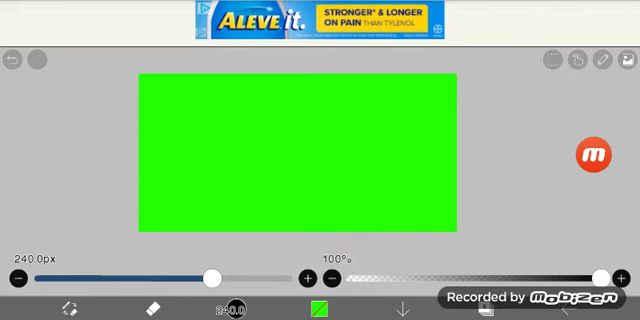 ALEVE it.
STRONGER* & LONGER
ON PAIN THAN TYLENOL
240.0px
100%
240.0
Recorded by mobizen